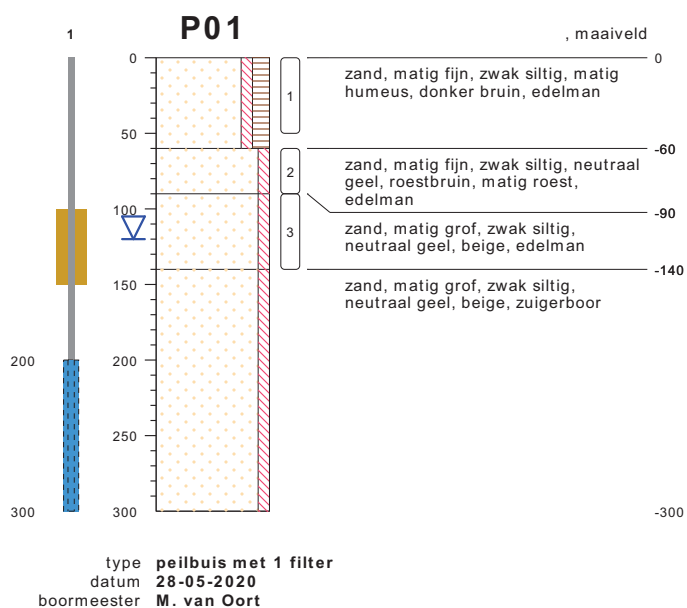 P01
1
, maaiveld
0
0
zand, matig fijn, zwak siltig, matig
humeus, donker bruin, edelman
1
50
-60
zand, matig fijn, zwak siltig, neutraal
geel, roestbruin, matig roest,
edelman
2
100
-90
zand, matig grof, zwak siltig,
neutraal geel, beige, edelman
3
-140
150
zand, matig grof, zwak siltig,
neutraal geel, beige, zuigerboor
200
200
250
300
300
-300
type peilbuis met 1 filter
datum 28-05-2020
boormeester M. van Oort